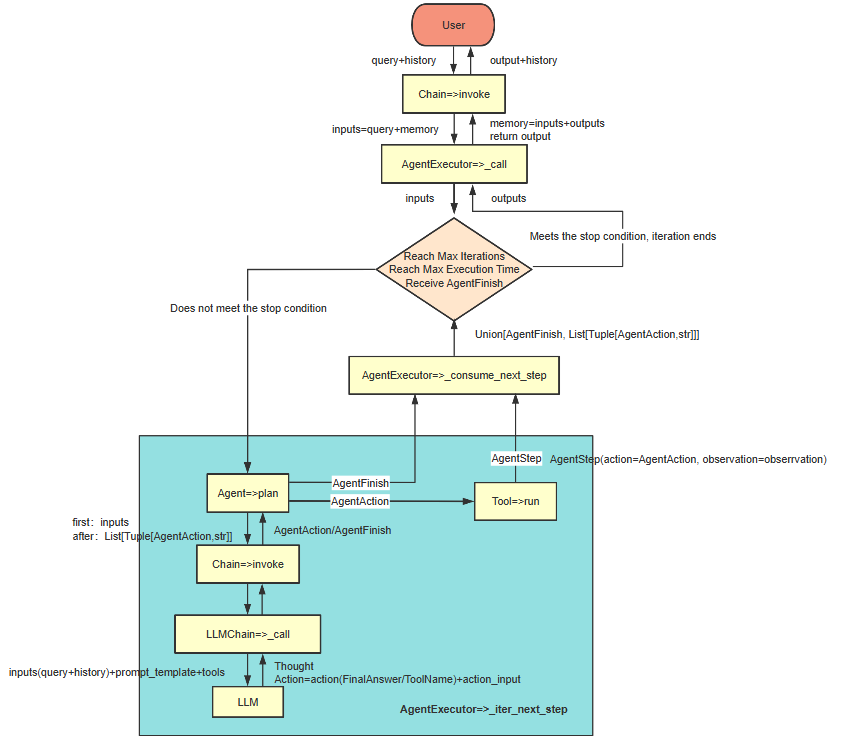 User
query+history
output+history
Chain=>invoke
inputs=query+memory
memory=inputs+outputs
return output
AgentExecutor=>_call
inputs
outputs
Meets the stop condition, iteration ends
Reach Max Iterations
Reach Max Execution Time
Receive AgentFinish
Does not meet the stop condition
Union[AgentFinish, List[Tuple[AgentAction,str]]]
AgentExecutor=>_consume_next_step
AgentStep
AgentStep(action=AgentAction, observation=obserrvation)
Agent=>plan
AgentFinish
AgentAction
Tool=>run
first: inputs
after: List[Tuple[AgentAction,str]]
AgentAction/AgentFinish
Chain=>invoke
LLMChain=>_call
inputs(query+history)+prompt_template+tools
Thought
Action=action(FinalAnswer/ToolName)+action_input
LLM
AgentExecutor=>_iter_next_step